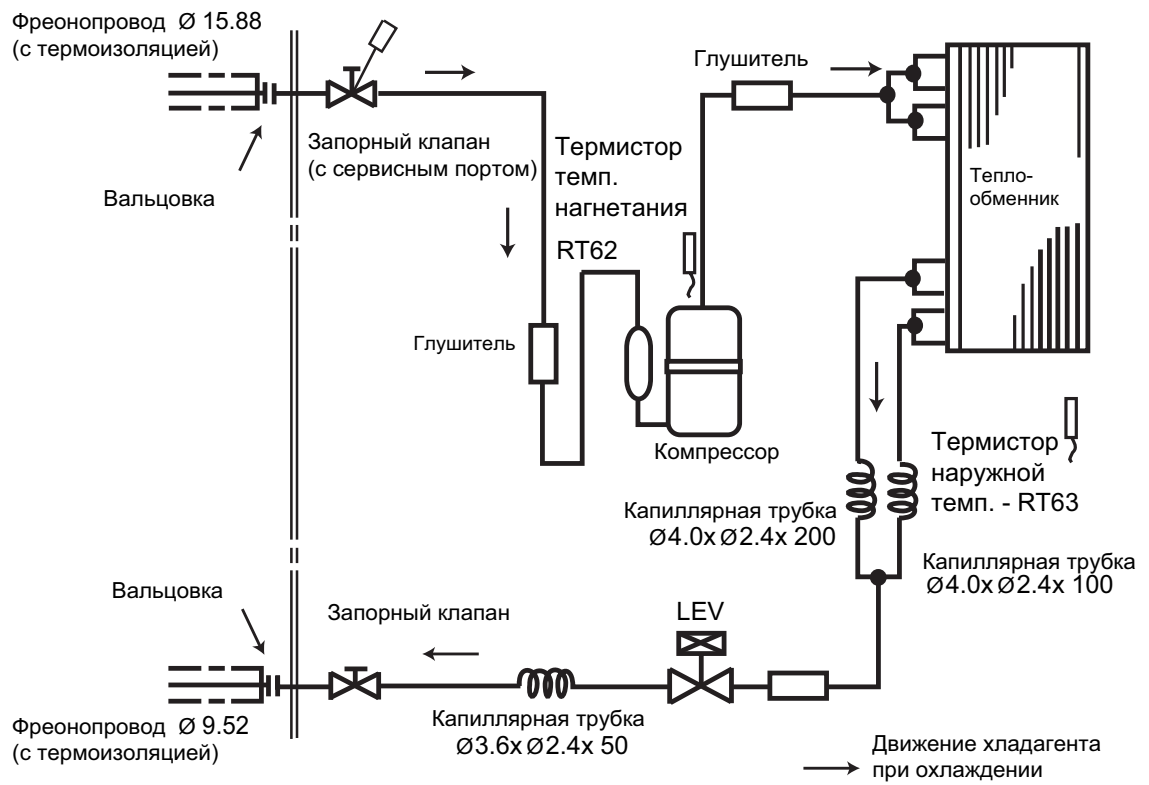 Фреонопровод Ø 15.88
(с термоизоляцией)
Вальцовка
Запорный клапан
(с сервисным портом)
Термистор
темп.
нагнетания
RT62
Глушитель
Глушитель
Тепло-
обменник
Компрессор
Термистор
наружной
темп. - RT63
Капиллярная трубка
Ø4.0x Ø2.4x 200
Капиллярная трубка
Ø4.0x Ø2.4x 100
Вальцовка
Запорный клапан
LEV
Фреонопровод Ø 9.52
(с термоизоляцией)
Капиллярная трубка
Ø3.6x Ø2.4x 50
Движение хладагента
при охлаждении